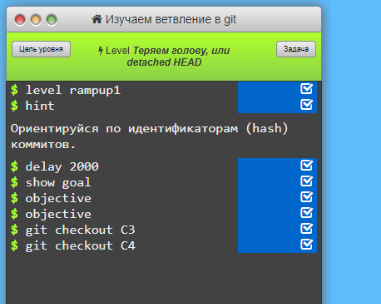 Изучаем ветвление в git
Цель уровня
Level Теряем голову, или
detached HEAD
Задача
$ level rampup1
$ hint
Ориентируйся по идентификаторам (hash)
коммитов.
$ delay 2000
$ show goal
$ objective
$ objective
$ git checkout C3
$ git checkout C4